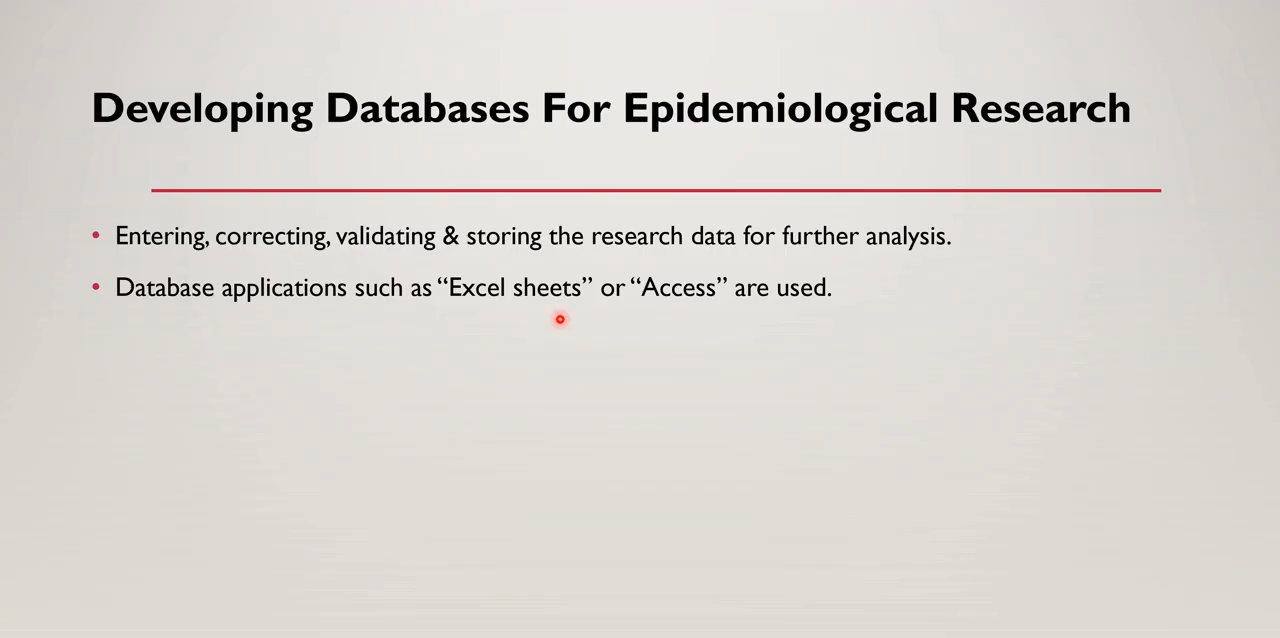 Developing Databases For Epidemiological Research
• Entering, correcting, validating & storing the research data for further analysis.
• Database applications such as “Excel sheets” or “Access” are used.